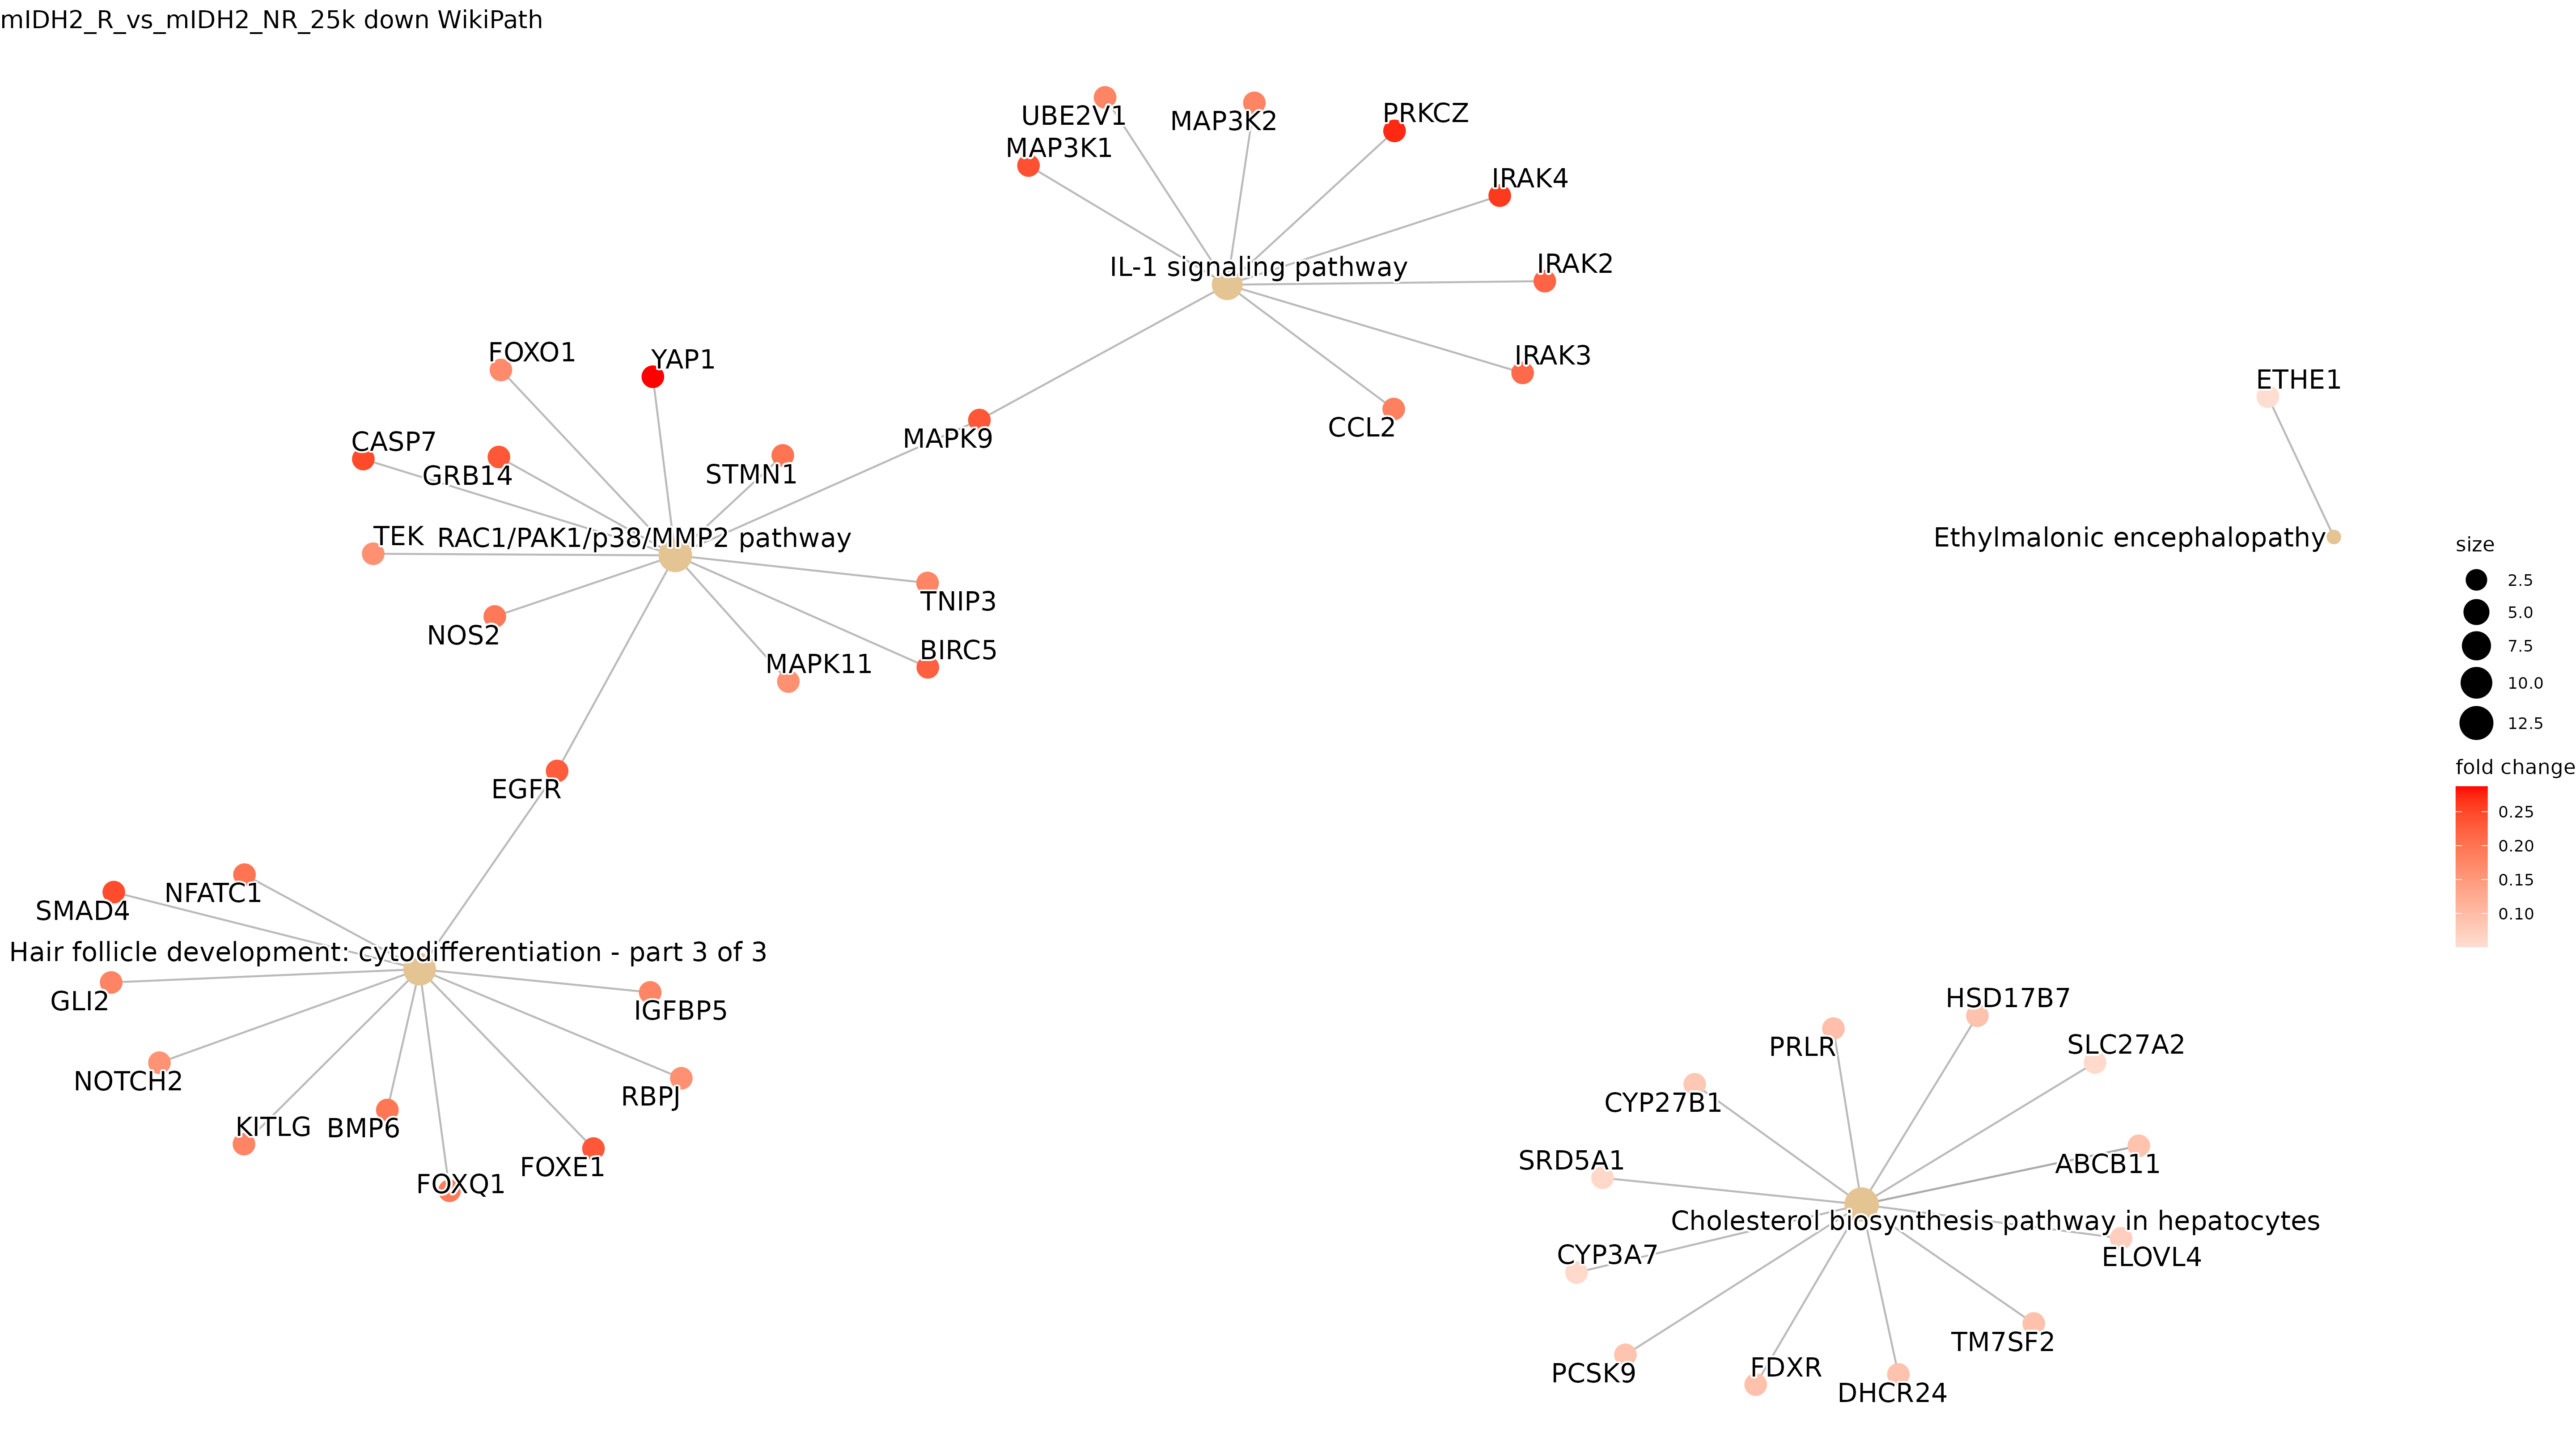 mIDH2_R_vs_mIDH2_NR_25k down WikiPath
UBE2V1
MAP3K2
PRKCZ
MAP3K1
IRAK4
IL-1 signaling pathway
IRAK2
FOXO1
YAP1
IRAK3
ETHE1
CCL2
MAPK9
CASP7
GRB14
STMN1
TEK
RAC1/PAK1/p38/MMP2 pathway
Ethylmalonic encephalopathy
TNIP3
NOS2
BIRC5
MAPK11
EGFR
size
2.5
5.0
7.5
10.0
12.5
fold change
0.25
0.20
0.15
0.10
NFATC1
SMAD4
Hair follicle development: cytodifferentiation - part 3 of 3
GLI2
IGFBP5
NOTCH2
RBPJ
KITLG
BMP6
FOXE1
FOXQ1
HSD17B7
PRLR
SLC27A2
CYP27B1
SRD5A1
ABCB11
Cholesterol biosynthesis pathway in hepatocytes
CYP3A7
ELOVL4
TM7SF2
PCSK9
FDXR
DHCR24